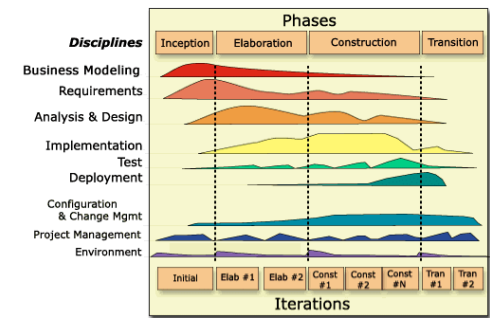 Phases
Disciplines
Inception
Elaboration
Construction
Transition
Business Modeling
Requirements
Analysis & Design
Implementation
Test
Deployment
Configuration
& Change Mgmt
Project Management
Environment
Initial
Elab #1
Elab #2
Const
#1
Const
#2
Const
#N
Tran
#1
Tran
#2
Iterations